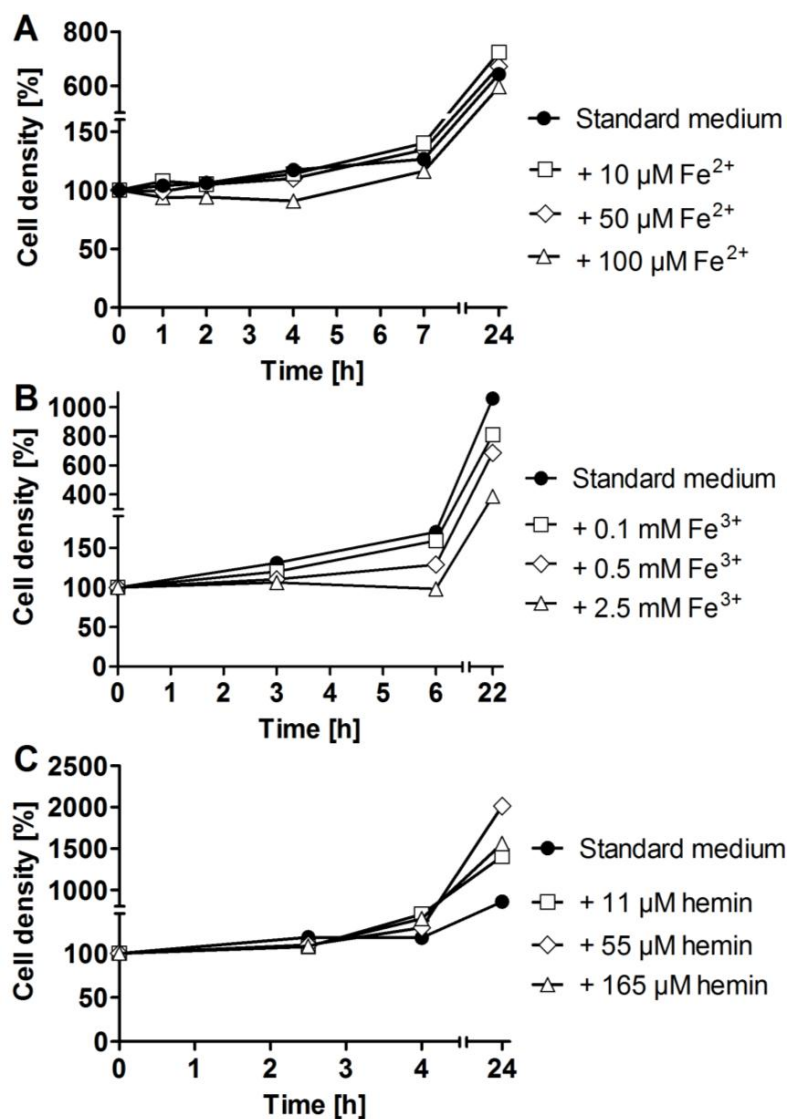 A
Cell density [%]
800
600
150
100
50
0
0 1 2 3 4 5 6 7 24
Time [h]
Standard medium
+ 10 µM Fe²⁺
+ 50 µM Fe²⁺
+ 100 µM Fe²⁺
B
Cell density [%]
1000
800
600
400
150
100
50
0
0 1 2 3 4 5 6 22
Time [h]
Standard medium
+ 0.1 mM Fe³⁺
+ 0.5 mM Fe³⁺
+ 2.5 mM Fe³⁺
C
Cell density [%]
2500
2000
1500
1000
100
50
0
0 1 2 3 4 24
Time [h]
Standard medium
+ 11 µM hemin
+ 55 µM hemin
+ 165 µM hemin